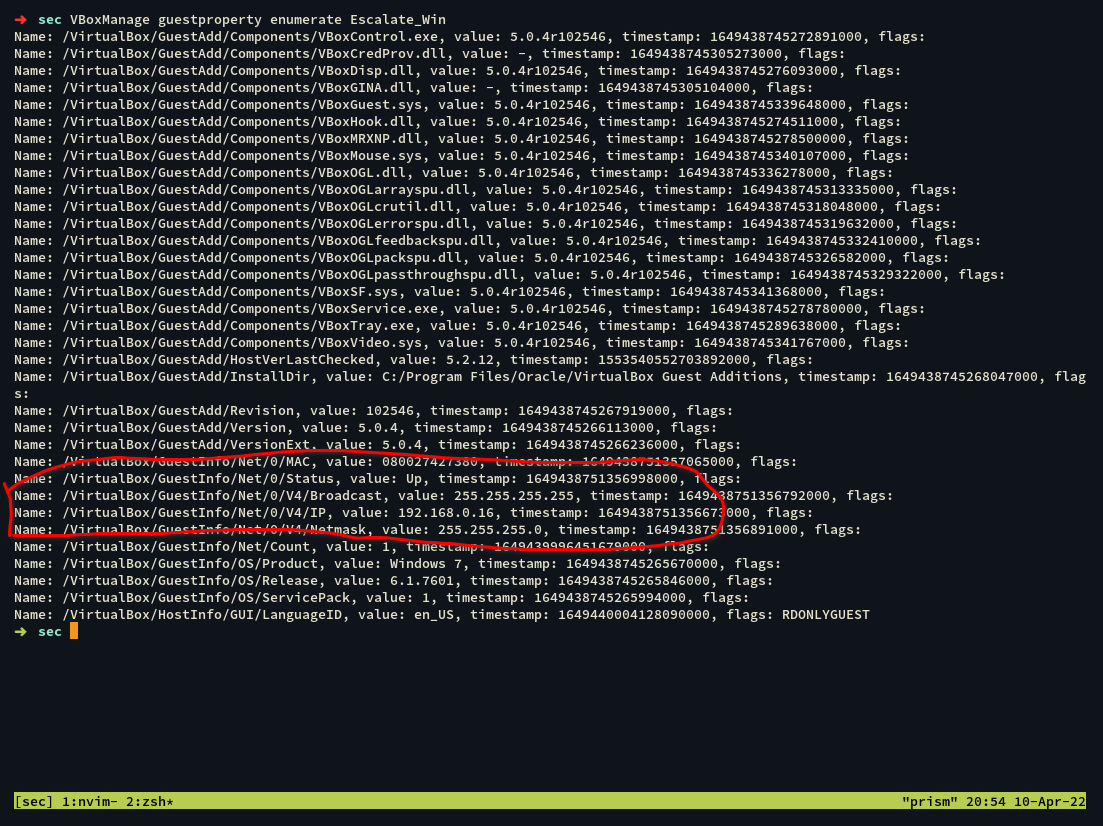 ➜ sec VBoxManage guestproperty enumerate Escalate_Win
Name: /VirtualBox/GuestAdd/Components/VBoxControl.exe, value: 5.0.4r102546, timestamp: 1649438745272891000, flags:
Name: /VirtualBox/GuestAdd/Components/VBoxCredProv.dll, value: -, timestamp: 1649438745305273000, flags:
Name: /VirtualBox/GuestAdd/Components/VBoxDisp.dll, value: 5.0.4r102546, timestamp: 1649438745276093000, flags:
Name: /VirtualBox/GuestAdd/Components/VBoxGINA.dll, value: -, timestamp: 1649438745305104000, flags:
Name: /VirtualBox/GuestAdd/Components/VBoxGuest.sys, value: 5.0.4r102546, timestamp: 1649438745339648000, flags:
Name: /VirtualBox/GuestAdd/Components/VBoxHook.dll, value: 5.0.4r102546, timestamp: 1649438745274511000, flags:
Name: /VirtualBox/GuestAdd/Components/VBoxMRXNP.dll, value: 5.0.4r102546, timestamp: 1649438745278500000, flags:
Name: /VirtualBox/GuestAdd/Components/VBoxMouse.sys, value: 5.0.4r102546, timestamp: 1649438745340107000, flags:
Name: /VirtualBox/GuestAdd/Components/VBoxOGL.dll, value: 5.0.4r102546, timestamp: 1649438745336278000, flags:
Name: /VirtualBox/GuestAdd/Components/VBoxOGLarrayspu.dll, value: 5.0.4r102546, timestamp: 1649438745313335000, flags:
Name: /VirtualBox/GuestAdd/Components/VBoxOGLcrutil.dll, value: 5.0.4r102546, timestamp: 1649438745318048000, flags:
Name: /VirtualBox/GuestAdd/Components/VBoxOGLerrorspu.dll, value: 5.0.4r102546, timestamp: 1649438745319632000, flags:
Name: /VirtualBox/GuestAdd/Components/VBoxOGLfeedbackspu.dll, value: 5.0.4r102546, timestamp: 1649438745332410000, flags:
Name: /VirtualBox/GuestAdd/Components/VBoxOGLpackspu.dll, value: 5.0.4r102546, timestamp: 1649438745326582000, flags:
Name: /VirtualBox/GuestAdd/Components/VBoxOGLpassthroughspu.dll, value: 5.0.4r102546, timestamp: 1649438745329322000, flags:
Name: /VirtualBox/GuestAdd/Components/VBoxSF.sys, value: 5.0.4r102546, timestamp: 1649438745341368000, flags:
Name: /VirtualBox/GuestAdd/Components/VBoxService.exe, value: 5.0.4r102546, timestamp: 1649438745278780000, flags:
Name: /VirtualBox/GuestAdd/Components/VBoxTray.exe, value: 5.0.4r102546, timestamp: 1649438745289638000, flags:
Name: /VirtualBox/GuestAdd/Components/VBoxVideo.sys, value: 5.0.4r102546, timestamp: 1649438745341767000, flags:
Name: /VirtualBox/GuestAdd/HostVerLastChecked, value: 5.2.12, timestamp: 1553540552703892000, flags:
Name: /VirtualBox/GuestAdd/InstallDir, value: C:/Program Files/Oracle/VirtualBox Guest Additions, timestamp: 1649438745268047000, flag
s:
Name: /VirtualBox/GuestAdd/Revision, value: 102546, timestamp: 1649438745267919000, flags:
Name: /VirtualBox/GuestAdd/Version, value: 5.0.4, timestamp: 1649438745266113000, flags:
Name: /VirtualBox/GuestAdd/VersionExt, value: 5.0.4, timestamp: 1649438745266236000, flags:
Name: /VirtualBox/GuestInfo/Net/0/MAC, value: 080027427380, timestamp: 1649438751357065000, flags:
Name: /VirtualBox/GuestInfo/Net/0/Status, value: Up, timestamp: 1649438751356998000, flags:
Name: /VirtualBox/GuestInfo/Net/0/V4/Broadcast, value: 255.255.255.255, timestamp: 1649438751356792000, flags:
Name: /VirtualBox/GuestInfo/Net/0/V4/IP, value: 192.168.0.16, timestamp: 1649438751356673000, flags:
Name: /VirtualBox/GuestInfo/Net/0/V4/Netmask, value: 255.255.255.0, timestamp: 1649438751356891000, flags:
Name: /VirtualBox/GuestInfo/Net/Count, value: 1, timestamp: 1649439996451679000, flags:
Name: /VirtualBox/GuestInfo/OS/Product, value: Windows 7, timestamp: 1649438745265670000, flags:
Name: /VirtualBox/GuestInfo/OS/Release, value: 6.1.7601, timestamp: 1649438745265846000, flags:
Name: /VirtualBox/GuestInfo/OS/ServicePack, value: 1, timestamp: 1649438745265994000, flags:
Name: /VirtualBox/HostInfo/GUI/LanguageID, value: en_US, timestamp: 1649440004128090000, flags: RDONLYGUEST
➜ sec
[sec] 1:nvim- 2:zsh* "prism" 20:54 10-Apr-22